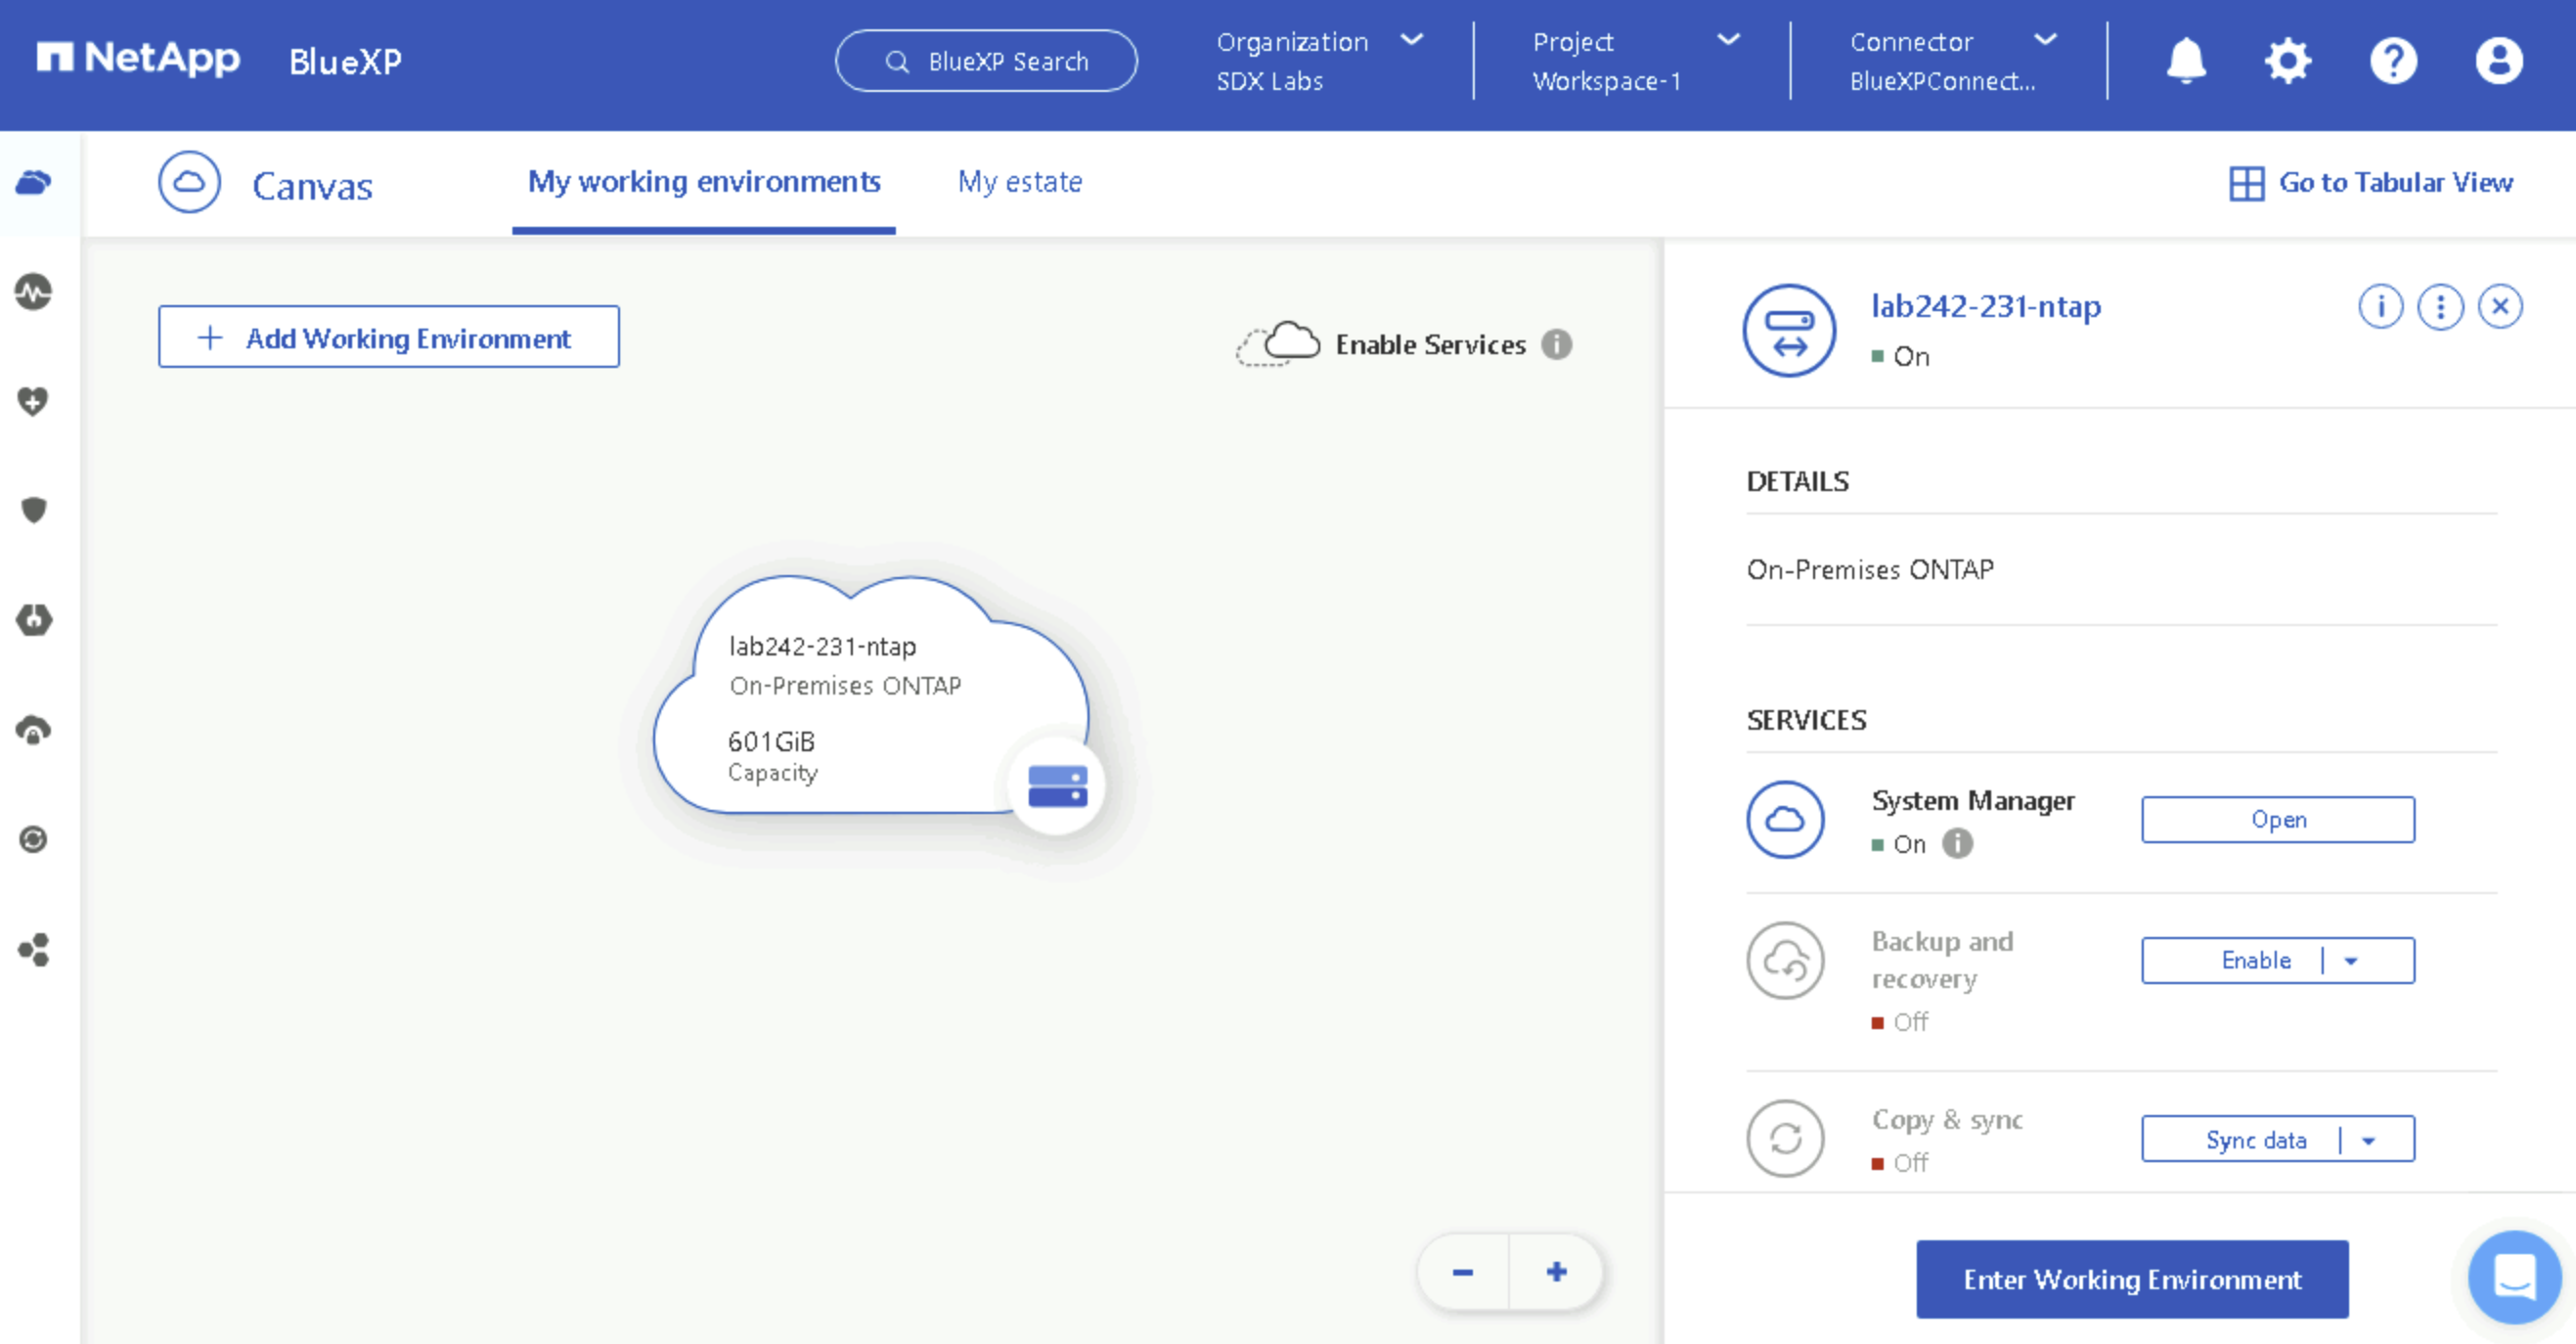 NetApp BlueXP
BlueXP Search
Organization
SDX Labs
Project
Workspace-1
Connector
BlueXPConnect...
Canvas
My working environments
My estate
Go to Tabular View
+ Add Working Environment
Enable Services
lab242-231-ntap
On-Premises ONTAP
601GiB
Capacity
lab242-231-ntap
On
DETAILS
On-Premises ONTAP
SERVICES
System Manager
On
Open
Backup and
recovery
Off
Enable
Copy & sync
Off
Sync data
Enter Working Environment